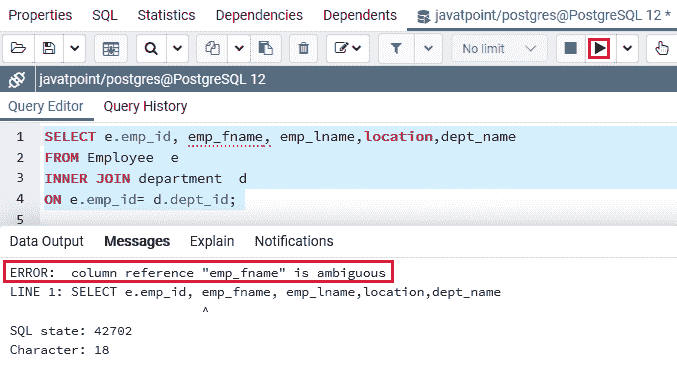 Properties SQL Statistics Dependencies Dependents javatpoint/postgres@PostgreSQL 12 *
No limit
javatpoint/postgres@PostgreSQL 12
Query Editor Query History
1 SELECT e.emp_id, emp_fname, emp_lname,location,dept_name
2 FROM Employee e
3 INNER JOIN department d
4 ON e.emp_id= d.dept_id;
5
Data Output Messages Explain Notifications
ERROR: column reference "emp_fname" is ambiguous
LINE 1: SELECT e.emp_id, emp_fname, emp_lname,location,dept_name
^
SQL state: 42702
Character: 18